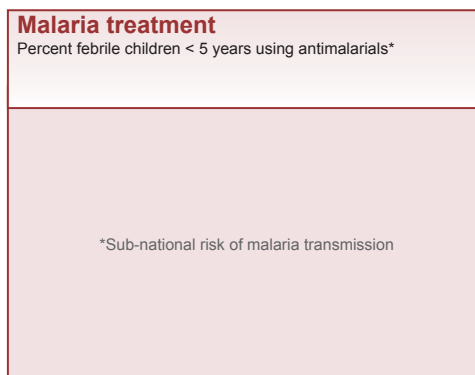 Malaria treatment
Percent febrile children < 5 years using antimalarials*
*Sub-national risk of malaria transmission